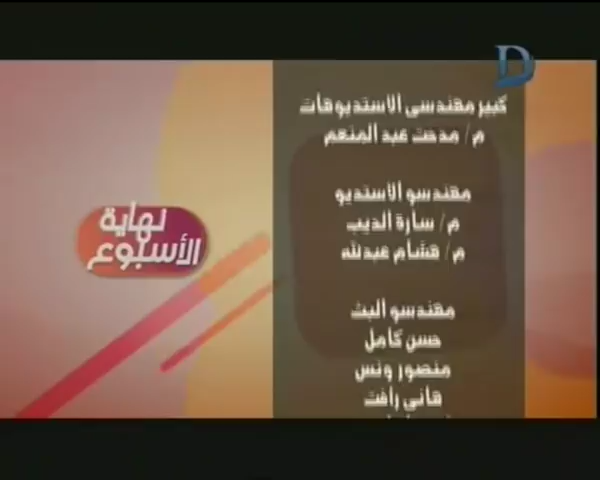 D
كبير مهندسى الاستديوهات
م/ مدحت عبد المنعم
مهندسو الاستديو
م/ سارة الديب
م/ هشام عبدلله
مهندسو البث
حسن كامل
منصور ونس
هانى رافت
نهاية
الأسبوع